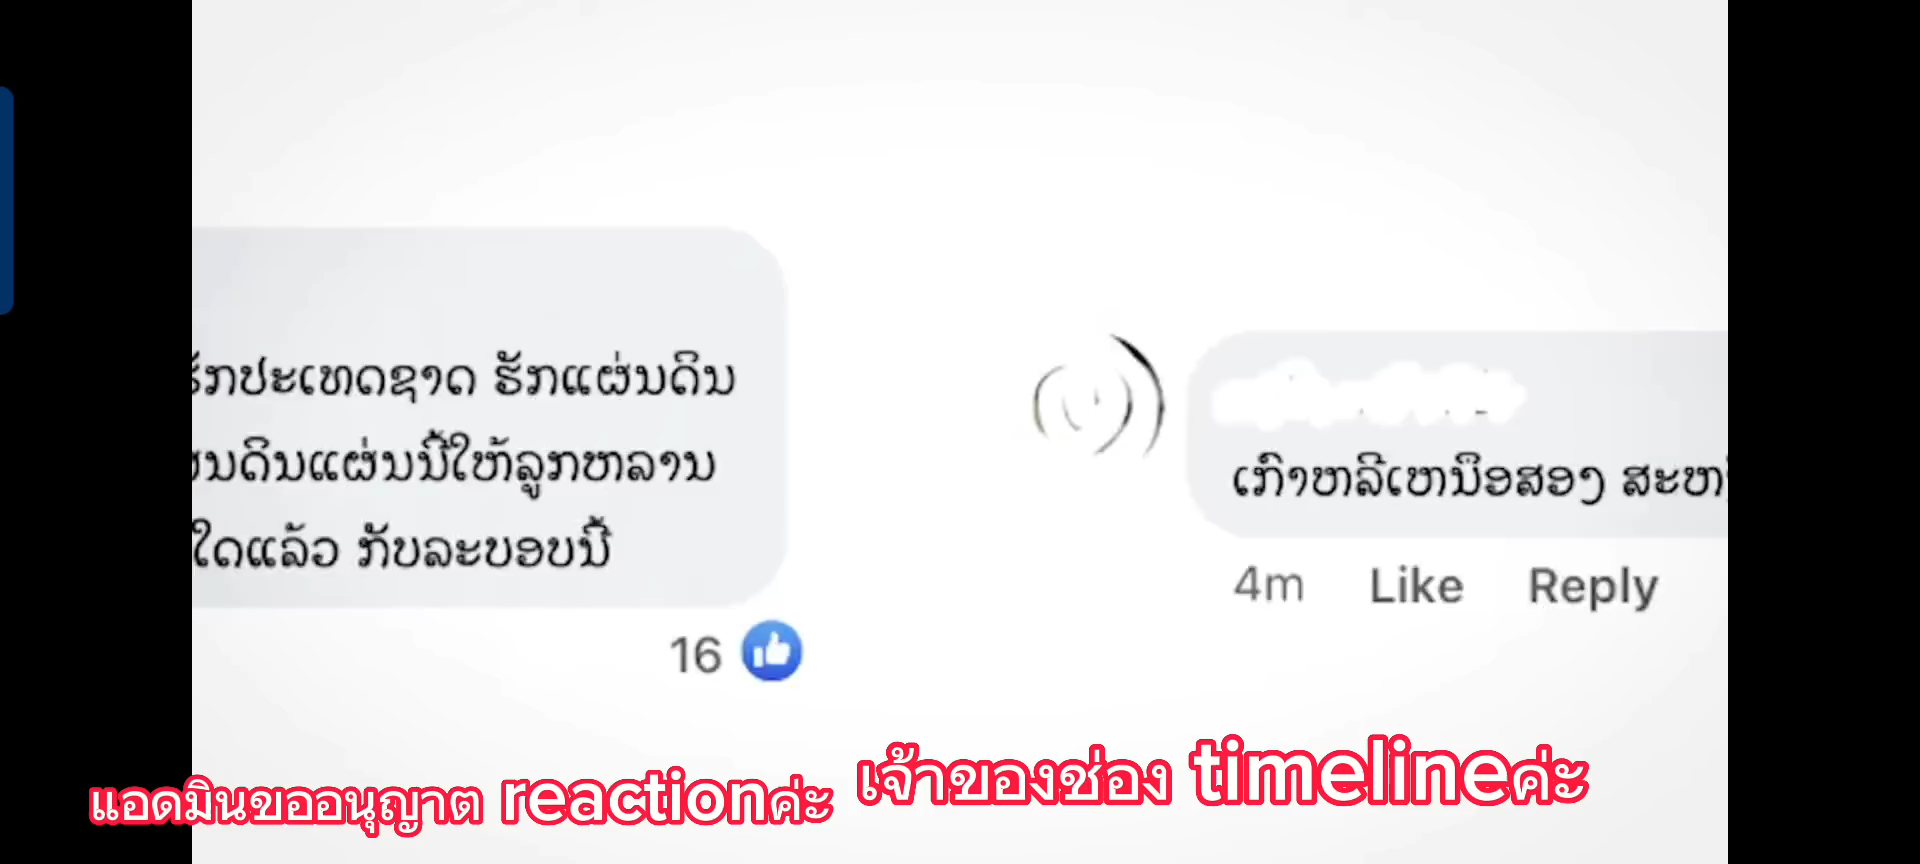 ຮັກປະເທດຊາດ ຮັກແຜ່ນດິນ
ນດິນແຜ່ນນີ້ໃຫ້ລູກຫລານ
ໃດແລ້ວ ກັບລະບອບນີ້
16
ເກົາຫລີເຫນືອສອງ ສະຫ
4m Like Reply
แอดมินขออนุญาต reactionค่ะ เจ้าของช่อง timelineค่ะ